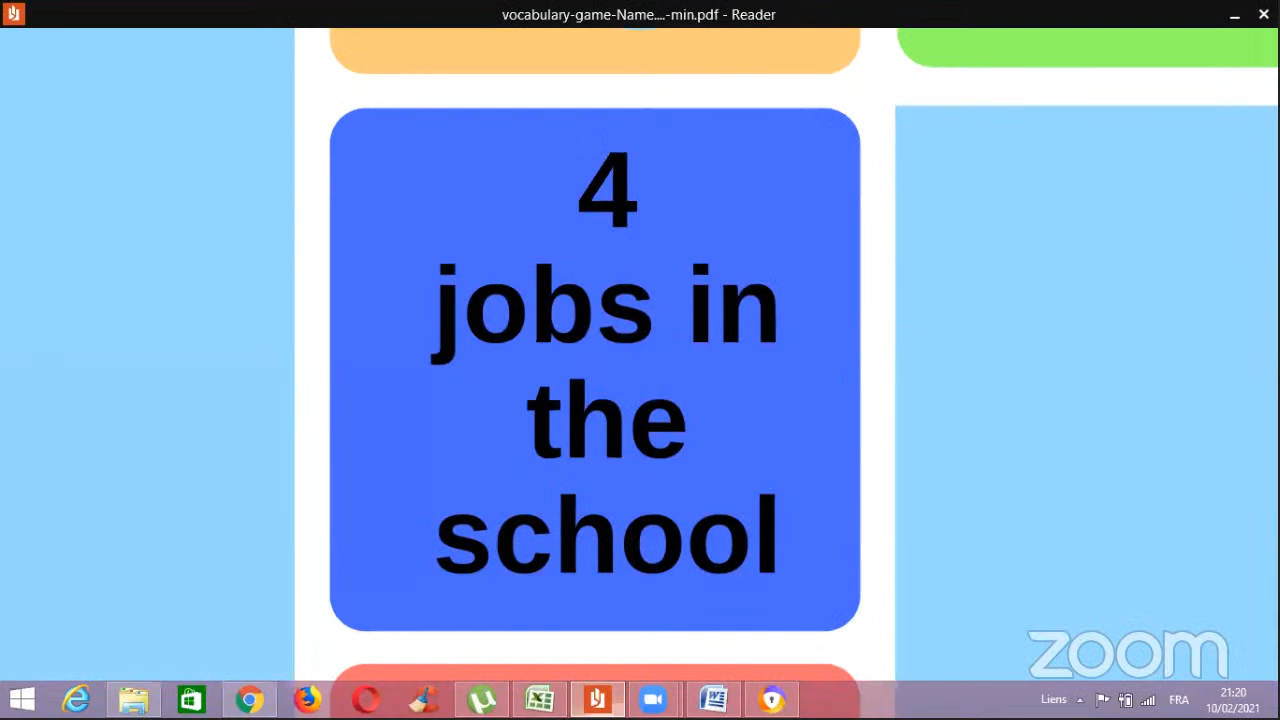 vocabulary-game-Name....-min.pdf - Reader
4
jobs in
the
school
zoom
Liens
FRA
21:20
10/02/2021